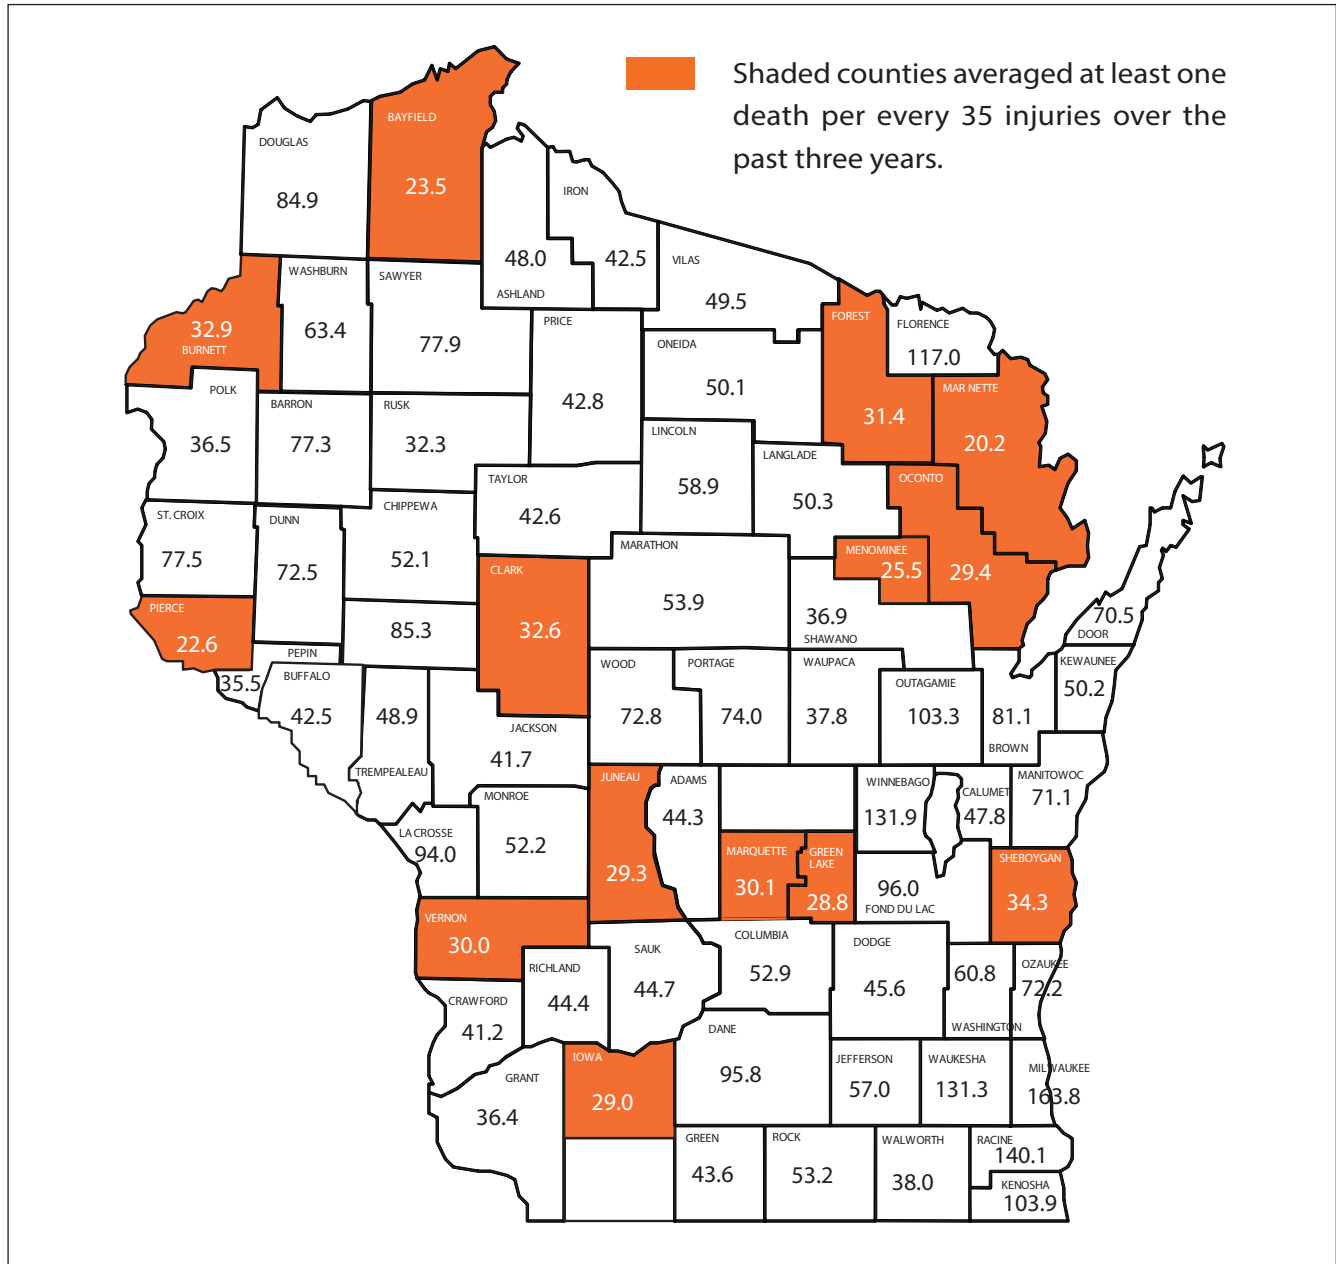 Shaded counties averaged at least one
death per every 35 injuries over the
past three years.
BAYFIELD
23.5
DOUGLAS
84.9
IRON
42.5
48.0
ASHLAND
VILAS
49.5
WASHBURN
63.4
SAWYER
77.9
32.9
BURNETT
PRICE
42.8
ONEIDA
50.1
FOREST
31.4
FLORENCE
117.0
MAR NETTE
20.2
POLK
36.5
BARRON
77.3
RUSK
32.3
LINCOLN
58.9
LANGLADE
50.3
OCONTO
29.4
TAYLOR
42.6
CHIPPEWA
52.1
ST. CROIX
77.5
DUNN
72.5
MARATHON
53.9
MENOMINEE
25.5
36.9
SHAWANO
CLARK
32.6
85.3
PIERCE
22.6
PEPIN
35.5
BUFFALO
42.5
48.9
TREMPEALEAU
JACKSON
41.7
WOOD
72.8
PORTAGE
74.0
WAUPACA
37.8
OUTAGAMIE
103.3
81.1
BROWN
70.5
DOOR
KEWAUNEE
50.2
MANITOWOC
71.1
CALUMET
47.8
WINNEBAGO
131.9
ADAMS
44.3
JUNEAU
29.3
MONROE
52.2
LA CROSSE
94.0
MARQUETTE
30.1
GREEN
LAKE
28.8
96.0
FOND DU LAC
SHEBOYGAN
34.3
VERNON
30.0
RICHLAND
44.4
SAUK
44.7
COLUMBIA
52.9
DODGE
45.6
60.8
WASHINGTON
OZAUKEE
72.2
CRAWFORD
41.2
GRANT
36.4
IOWA
29.0
DANE
95.8
JEFFERSON
57.0
WAUKESHA
131.3
MILWAUKEE
163.8
GREEN
43.6
ROCK
53.2
WALWORTH
38.0
RACINE
140.1
KENOSHA
103.9